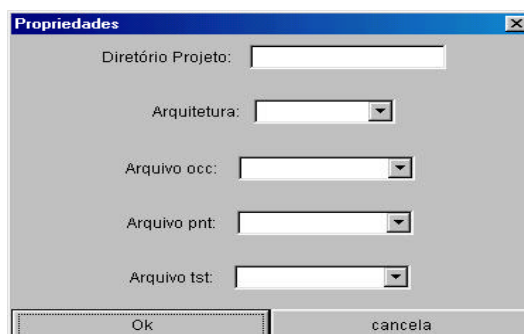 Propriedades
Diretório Projeto:
Arquitetura:
Arquivo occ:
Arquivo pnt:
Arquivo tst:
Ok cancela